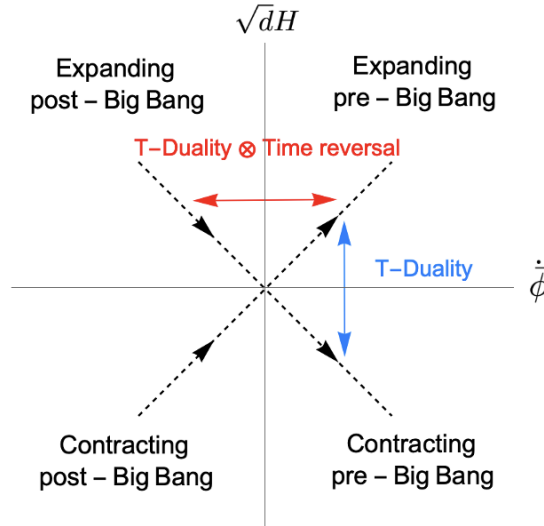 √dH
Expanding
post – Big Bang
Expanding
pre – Big Bang
T–Duality ⊗ Time reversal
T–Duality
ϕ̄̇
Contracting
post – Big Bang
Contracting
pre – Big Bang